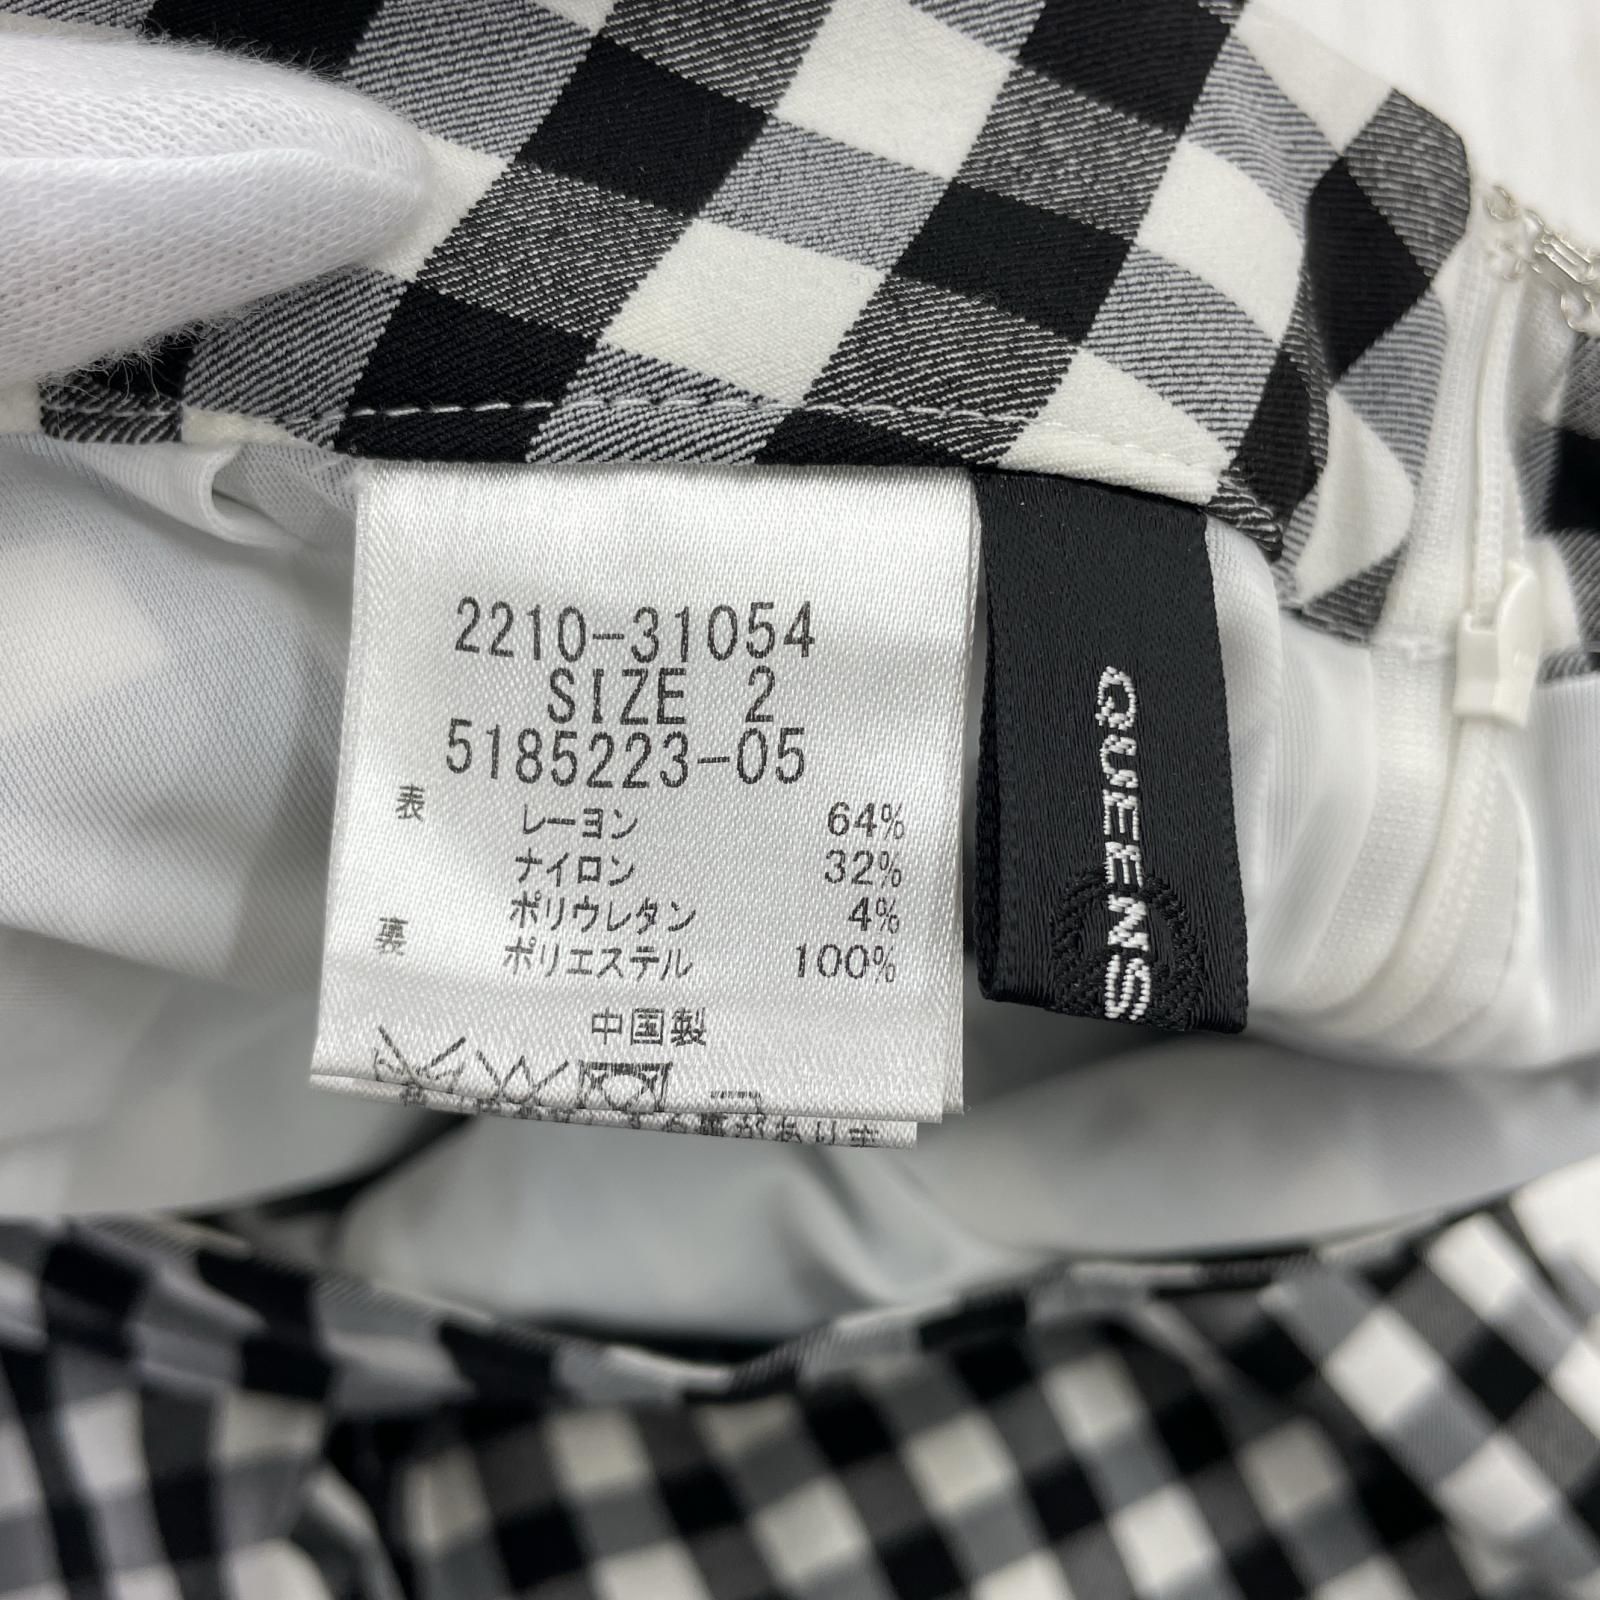 2210-31054
SIZE 2
5185223-05
表 レーヨン 64%
ナイロン 32%
ポリウレタン 4%
裏 ポリエステル 100%
中国製
QUEENS